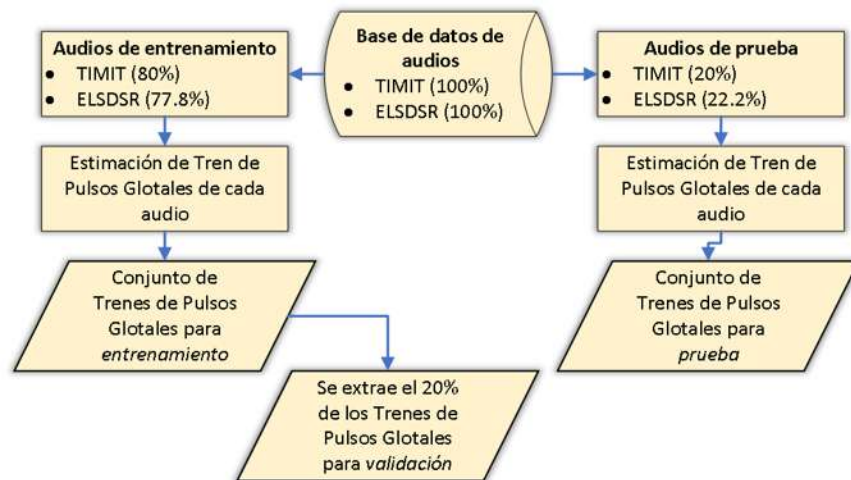 Audios de entrenamiento
• TIMIT (80%)
• ELSDSR (77.8%)
Base de datos de
audios
• TIMIT (100%)
• ELSDSR (100%)
Audios de prueba
• TIMIT (20%)
• ELSDSR (22.2%)
Estimación de Tren de
Pulsos Glotales de cada
audio
Estimación de Tren de
Pulsos Glotales de cada
audio
Conjunto de
Trenes de Pulsos
Glotales para
entrenamiento
Conjunto de
Trenes de Pulsos
Glotales para
prueba
Se extrae el 20%
de los Trenes de
Pulsos Glotales
para validación